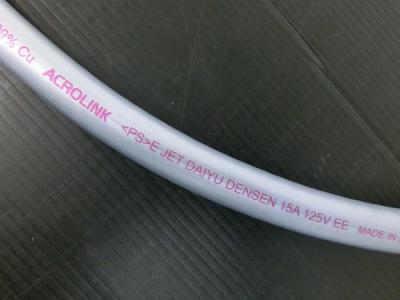 % Cu ACROLINK <PS>E JET DAIYU DENSEN 15A 125V EE MADE IN